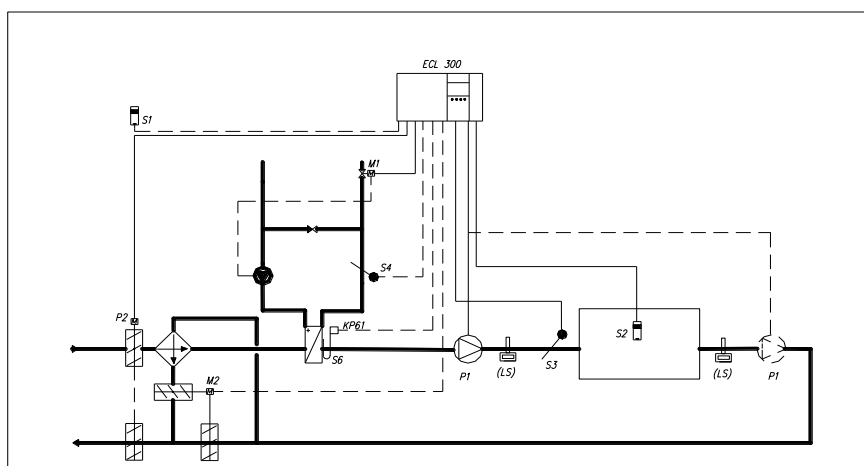 ECL 300
S1
M1
S4
P2
KP61
S2
S6
S3
P1
(LS)
(LS)
P1
M2